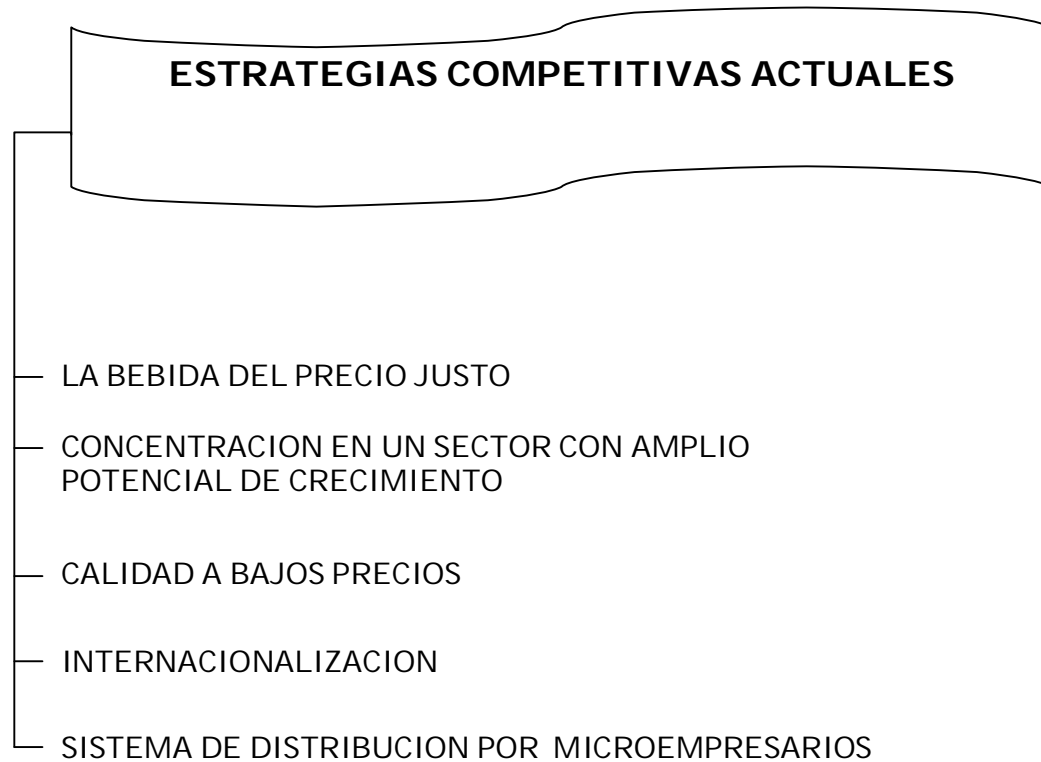 ESTRATEGIAS COMPETITIVAS ACTUALES
LA BEBIDA DEL PRECIO JUSTO
CONCENTRACION EN UN SECTOR CON AMPLIO
POTENCIAL DE CRECIMIENTO
CALIDAD A BAJOS PRECIOS
INTERNACIONALIZACION
SISTEMA DE DISTRIBUCION POR MICROEMPRESARIOS